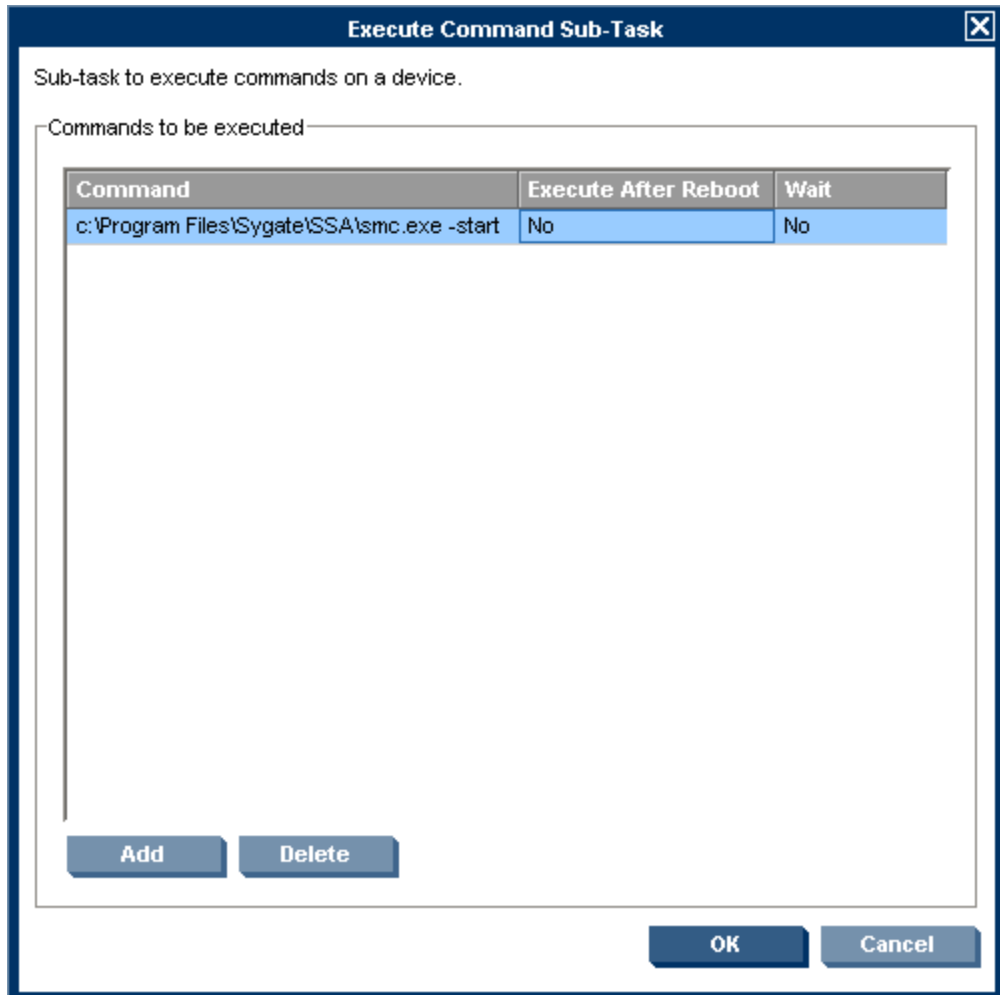 Execute Command Sub-Task
Sub-task to execute commands on a device.
Commands to be executed
Command Execute After Reboot Wait
c:\Program Files\Sygate\SSA\smc.exe -start No No
Add Delete
OK Cancel